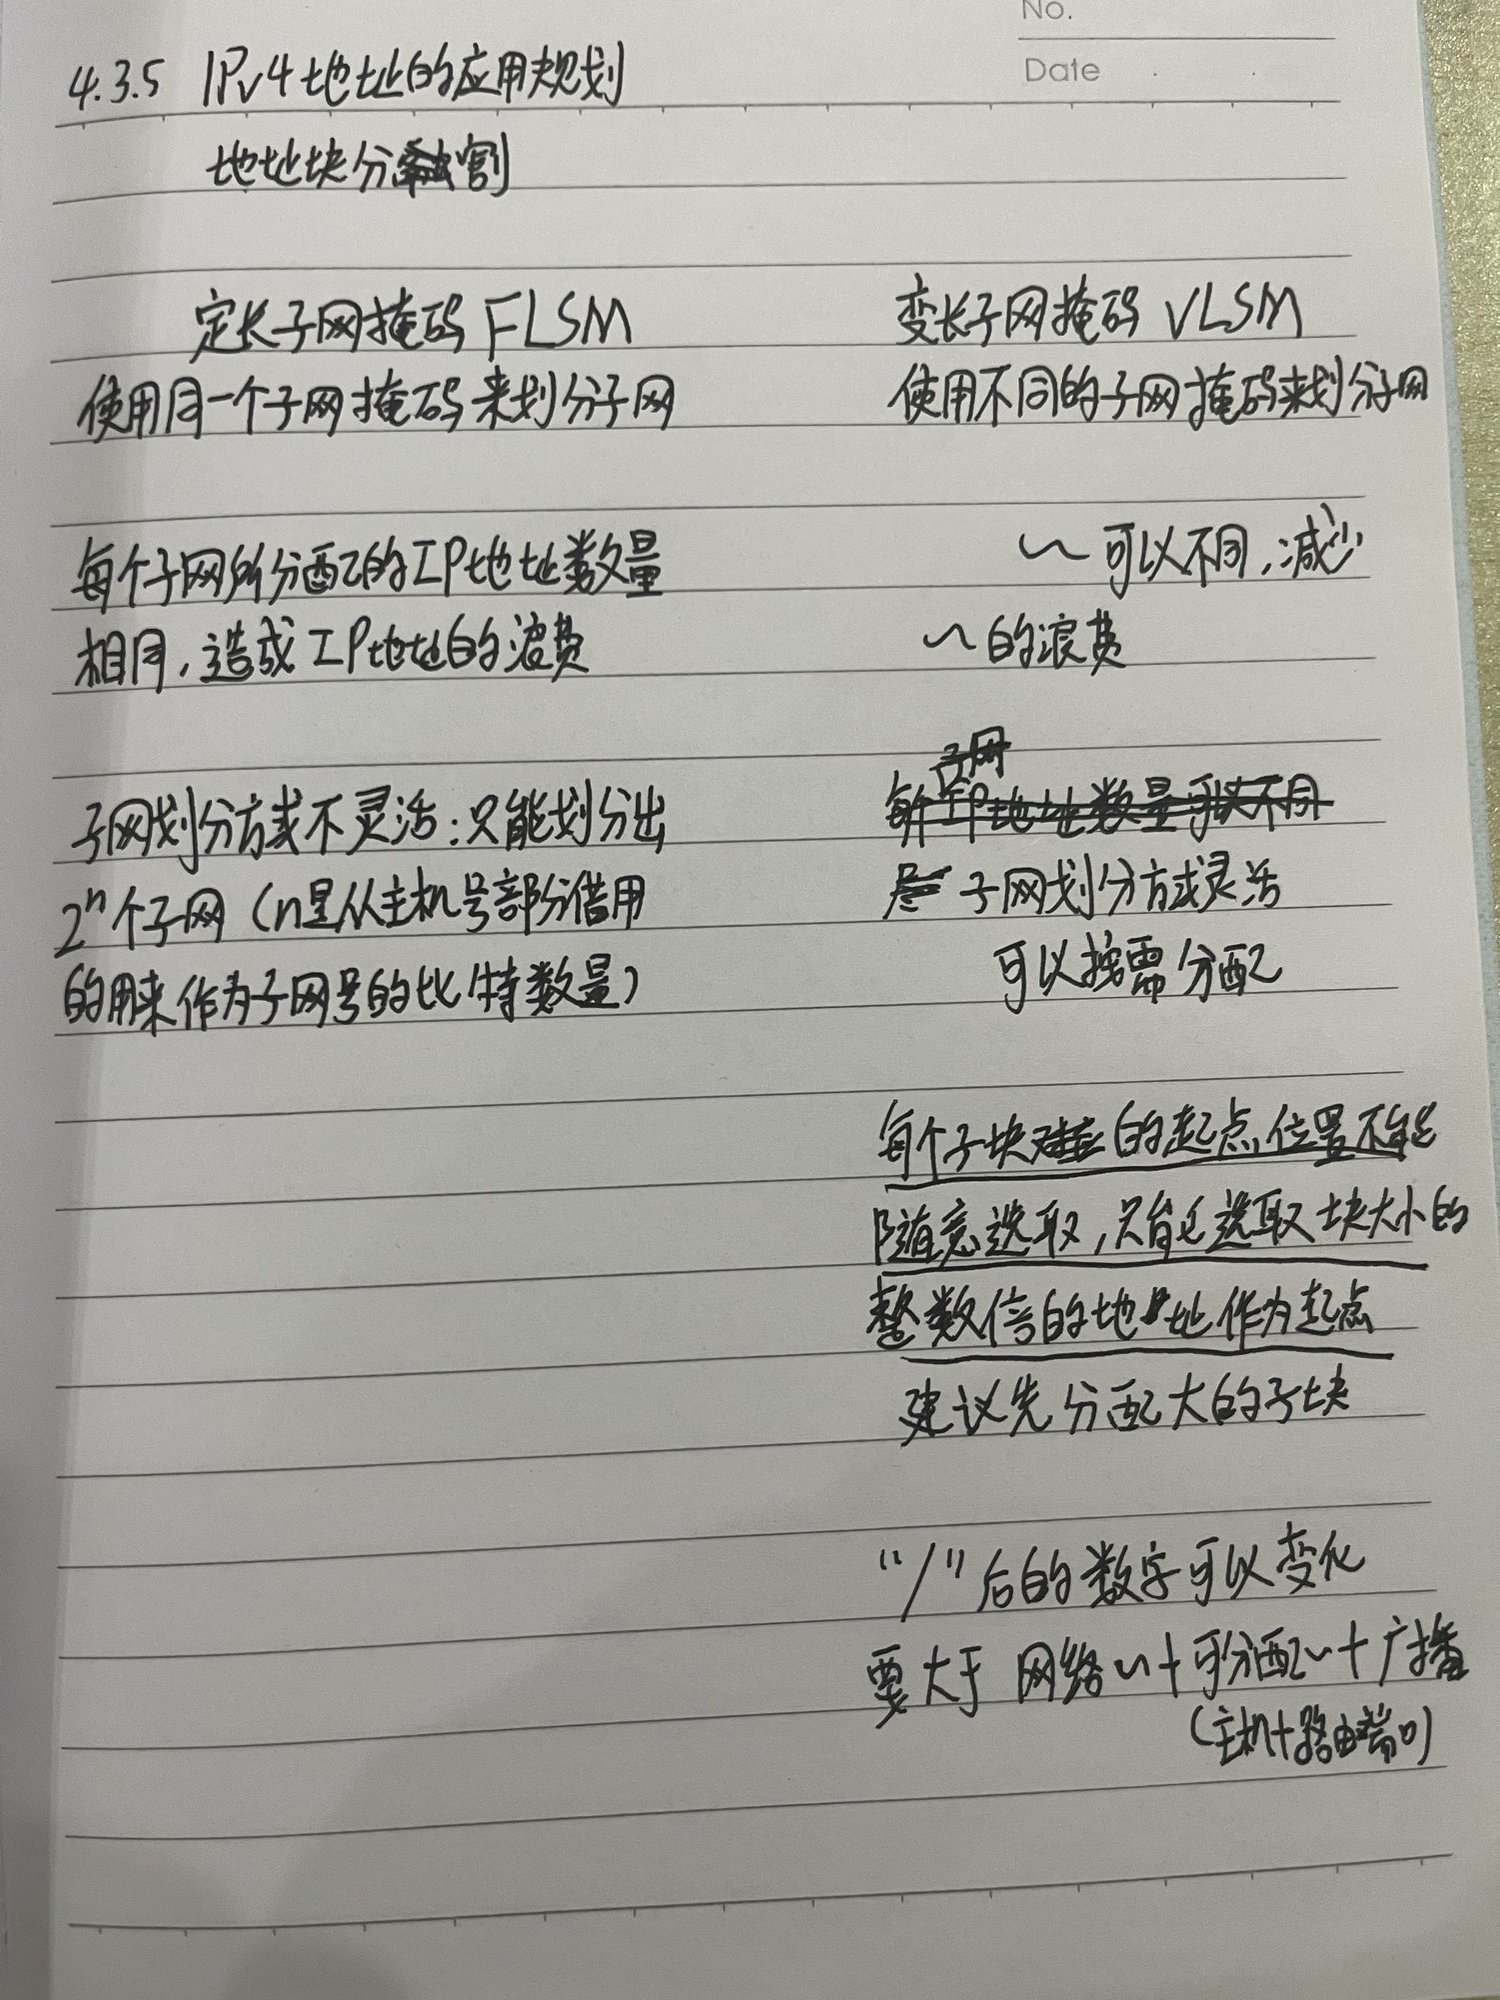 No.
Date
4.3.5 IPv4地址的应用规划
地址块分割
定长子网掩码 FLSM
使用同一个子网掩码来划分子网
每个子网所分配的IP地址数量
相同,造成IP地址的浪费
子网划分方式不灵活:只能划分出
2ⁿ个子网(n是从主机号部分借用
的用来作为子网号的比特数量)
变长子网掩码 VLSM
使用不同的子网掩码来划分子网
~可以不同,减少
~的浪费
子网划分方式灵活
可以按需分配
每个子块的起点位置不能
随意选取,只能选取块大小的
整数倍的地址作为起点
建议先分配大的子块
"/"后的数字可以变化
要大于 网络~+可分配~+广播
(主机+路由端口)